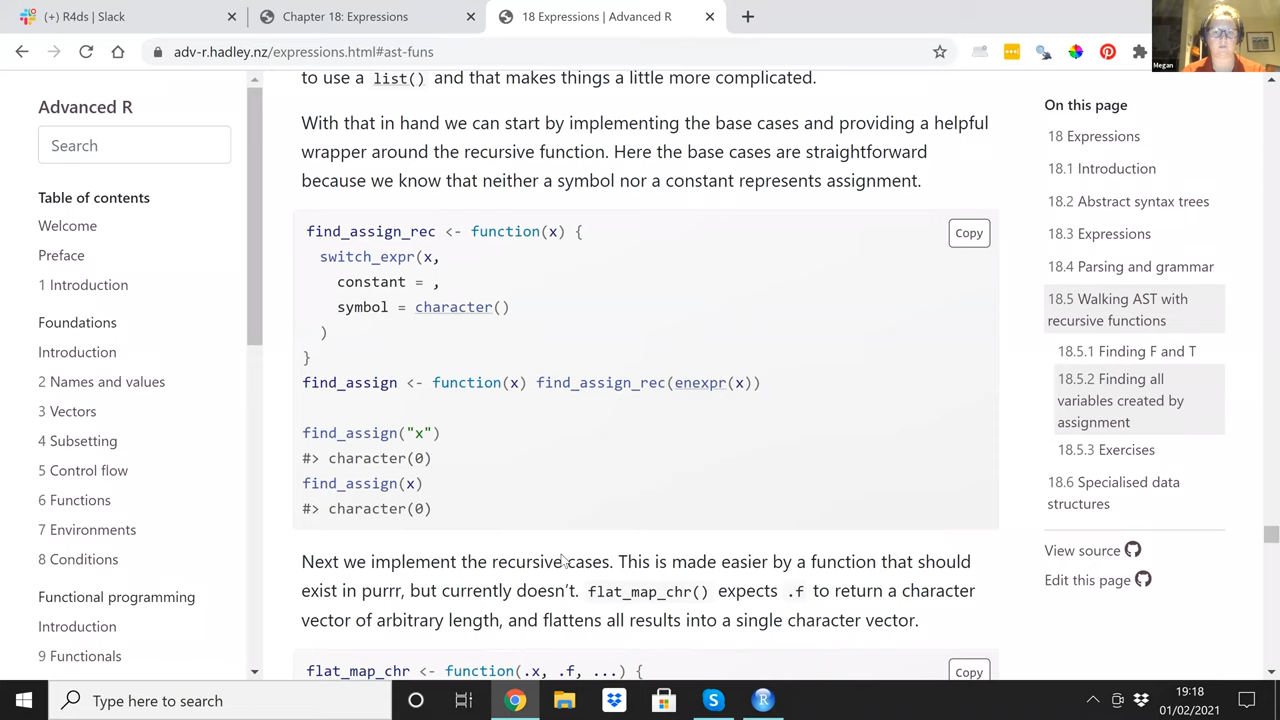 (+) R4ds | Slack
Chapter 18: Expressions
18 Expressions | Advanced R
adv-r.hadley.nz/expressions.html#ast-funs
Megan
Advanced R
Search
Table of contents
Welcome
Preface
1 Introduction
Foundations
Introduction
2 Names and values
3 Vectors
4 Subsetting
5 Control flow
6 Functions
7 Environments
8 Conditions
Functional programming
Introduction
9 Functionals
to use a list() and that makes things a little more complicated.
With that in hand we can start by implementing the base cases and providing a helpful
wrapper around the recursive function. Here the base cases are straightforward
because we know that neither a symbol nor a constant represents assignment.
Copy
find_assign_rec <- function(x) {
  switch_expr(x,
    constant = ,
    symbol = character()
  )
}
find_assign <- function(x) find_assign_rec(enexpr(x))
find_assign("x")
#> character(0)
find_assign(x)
#> character(0)
Next we implement the recursive cases. This is made easier by a function that should
exist in purrr, but currently doesn't. flat_map_chr() expects .f to return a character
vector of arbitrary length, and flattens all results into a single character vector.
flat_map_chr <- function(.x, .f, ...) {
Copy
On this page
18 Expressions
18.1 Introduction
18.2 Abstract syntax trees
18.3 Expressions
18.4 Parsing and grammar
18.5 Walking AST with
recursive functions
18.5.1 Finding F and T
18.5.2 Finding all
variables created by
assignment
18.5.3 Exercises
18.6 Specialised data
structures
View source
Edit this page
Type here to search
19:18
01/02/2021